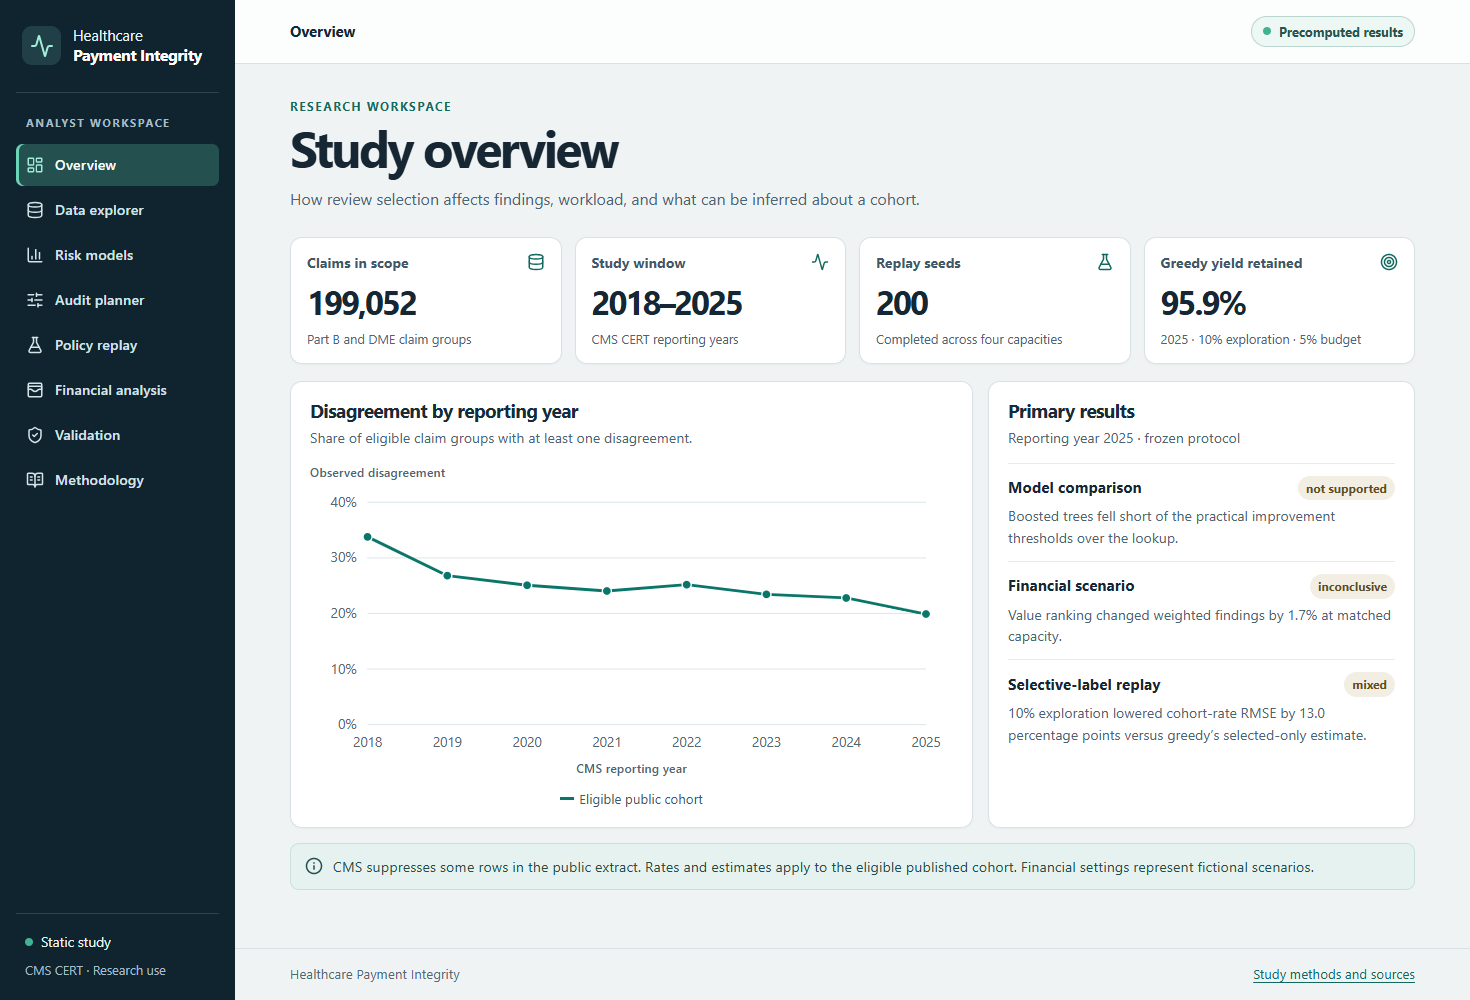 Healthcare
Payment Integrity
ANALYST WORKSPACE
Overview
Data explorer
Risk models
Audit planner
Policy replay
Financial analysis
Validation
Methodology
Static study
CMS CERT · Research use
Overview
Precomputed results
RESEARCH WORKSPACE
Study overview
How review selection affects findings, workload, and what can be inferred about a cohort.
Claims in scope
199,052
Part B and DME claim groups
Study window
2018–2025
CMS CERT reporting years
Replay seeds
200
Completed across four capacities
Greedy yield retained
95.9%
2025 · 10% exploration · 5% budget
Disagreement by reporting year
Share of eligible claim groups with at least one disagreement.
Observed disagreement
40%
30%
20%
10%
0%
2018 2019 2020 2021 2022 2023 2024 2025
CMS reporting year
Eligible public cohort
Primary results
Reporting year 2025 · frozen protocol
Model comparison
not supported
Boosted trees fell short of the practical improvement
thresholds over the lookup.
Financial scenario
inconclusive
Value ranking changed weighted findings by 1.7% at matched
capacity.
Selective-label replay
mixed
10% exploration lowered cohort-rate RMSE by 13.0
percentage points versus greedy’s selected-only estimate.
CMS suppresses some rows in the public extract. Rates and estimates apply to the eligible published cohort. Financial settings represent fictional scenarios.
Healthcare Payment Integrity
Study methods and sources